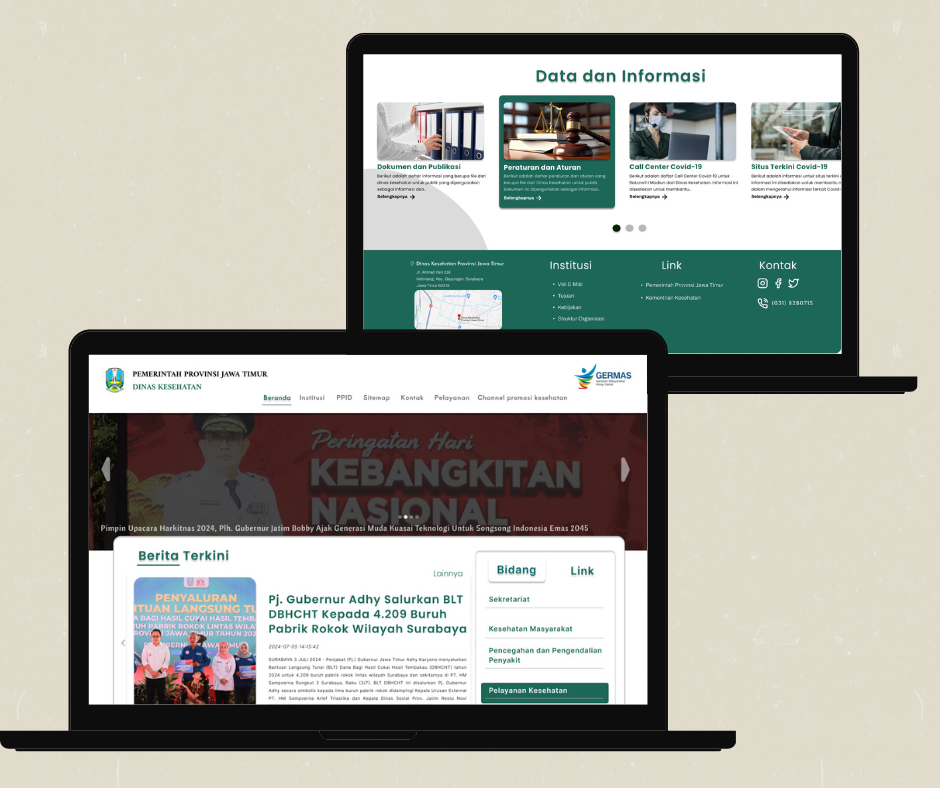 Data dan Informasi
Dokumen dan Publikasi
Berikut adalah daftar informasi yang berupa file dari
dinas kesehatan untuk publik yang dipergunakan
sebagai informasi dan..
Selengkapnya →
Peraturan dan Aturan
Berikut adalah daftar peraturan dan aturan yang
berupa file dari Dinas Kesehatan untuk publik.
Dokumen ini dipergunakan sebagai informasi..
Selengkapnya →
Call Center Covid-19
Berikut adalah daftar Call Center Covid-19 untuk
Bakorwil Madiun dari Dinas Kesehatan. Informasi ini
disediakan untuk membantu..
Selengkapnya →
Situs Terkini Covid-19
Berikut adalah informasi untuk situs terkini
informasi ini disediakan untuk membantu
dalam mengetahui informasi terkait Covid
Selengkapnya →
Dinas Kesehatan Provinsi Jawa Timur
Jl. Ahmad Yani 118
Ketintang, Kec. Gayungan, Surabaya
Jawa Timur 60231
Institusi
• Visi & Misi
• Tujuan
• Kebijakan
• Struktur Organisasi
Link
• Pemerintah Provinsi Jawa Timur
• Kementrian Kesehatan
Kontak
(031) 8280715
PEMERINTAH PROVINSI JAWA TIMUR
DINAS KESEHATAN
GERMAS
Gerakan Masyarakat
Hidup Sehat
Beranda Institusi PPID Sitemap Kontak Pelayanan Channel promosi kesehatan
Peringatan Hari
KEBANGKITAN
NASIONAL
Pimpin Upacara Harkitnas 2024, Plh. Gubernur Jatim Bobby Ajak Generasi Muda Kuasai Teknologi Untuk Songsong Indonesia Emas 2045
Berita Terkini
Lainnya
PENYALURAN
TUAN LANGSUNG TU
Pj. Gubernur Adhy Salurkan BLT
DBHCHT Kepada 4.209 Buruh
Pabrik Rokok Wilayah Surabaya
2024-07-05 14:15:42
SURABAYA 3 JULI 2024 - Penjabat (Pj.) Gubernur Jawa Timur Adhy Karyono menyalurkan
Bantuan Langsung Tunai (BLT) Dana Bagi Hasil Cukai Hasil Tembakau (DBHCHT) tahun
2024 untuk 4.209 buruh pabrik rokok lintas wilayah Surabaya dan sekitarnya di PT. HM
Sampoerna Rungkut 2 Surabaya, Rabu (3/7). BLT DBHCHT ini disalurkan Pj. Gubernur
Adhy secara simbolis kepada lima buruh pabrik rokok didampingi Kepala Urusan External
PT. HM Sampoerna Arief Triastika dan Kepala Dinas Sosial Prov. Jatim Restu Novi
Bidang
Link
Sekretariat
Kesehatan Masyarakat
Pencegahan dan Pengendalian
Penyakit
Pelayanan Kesehatan